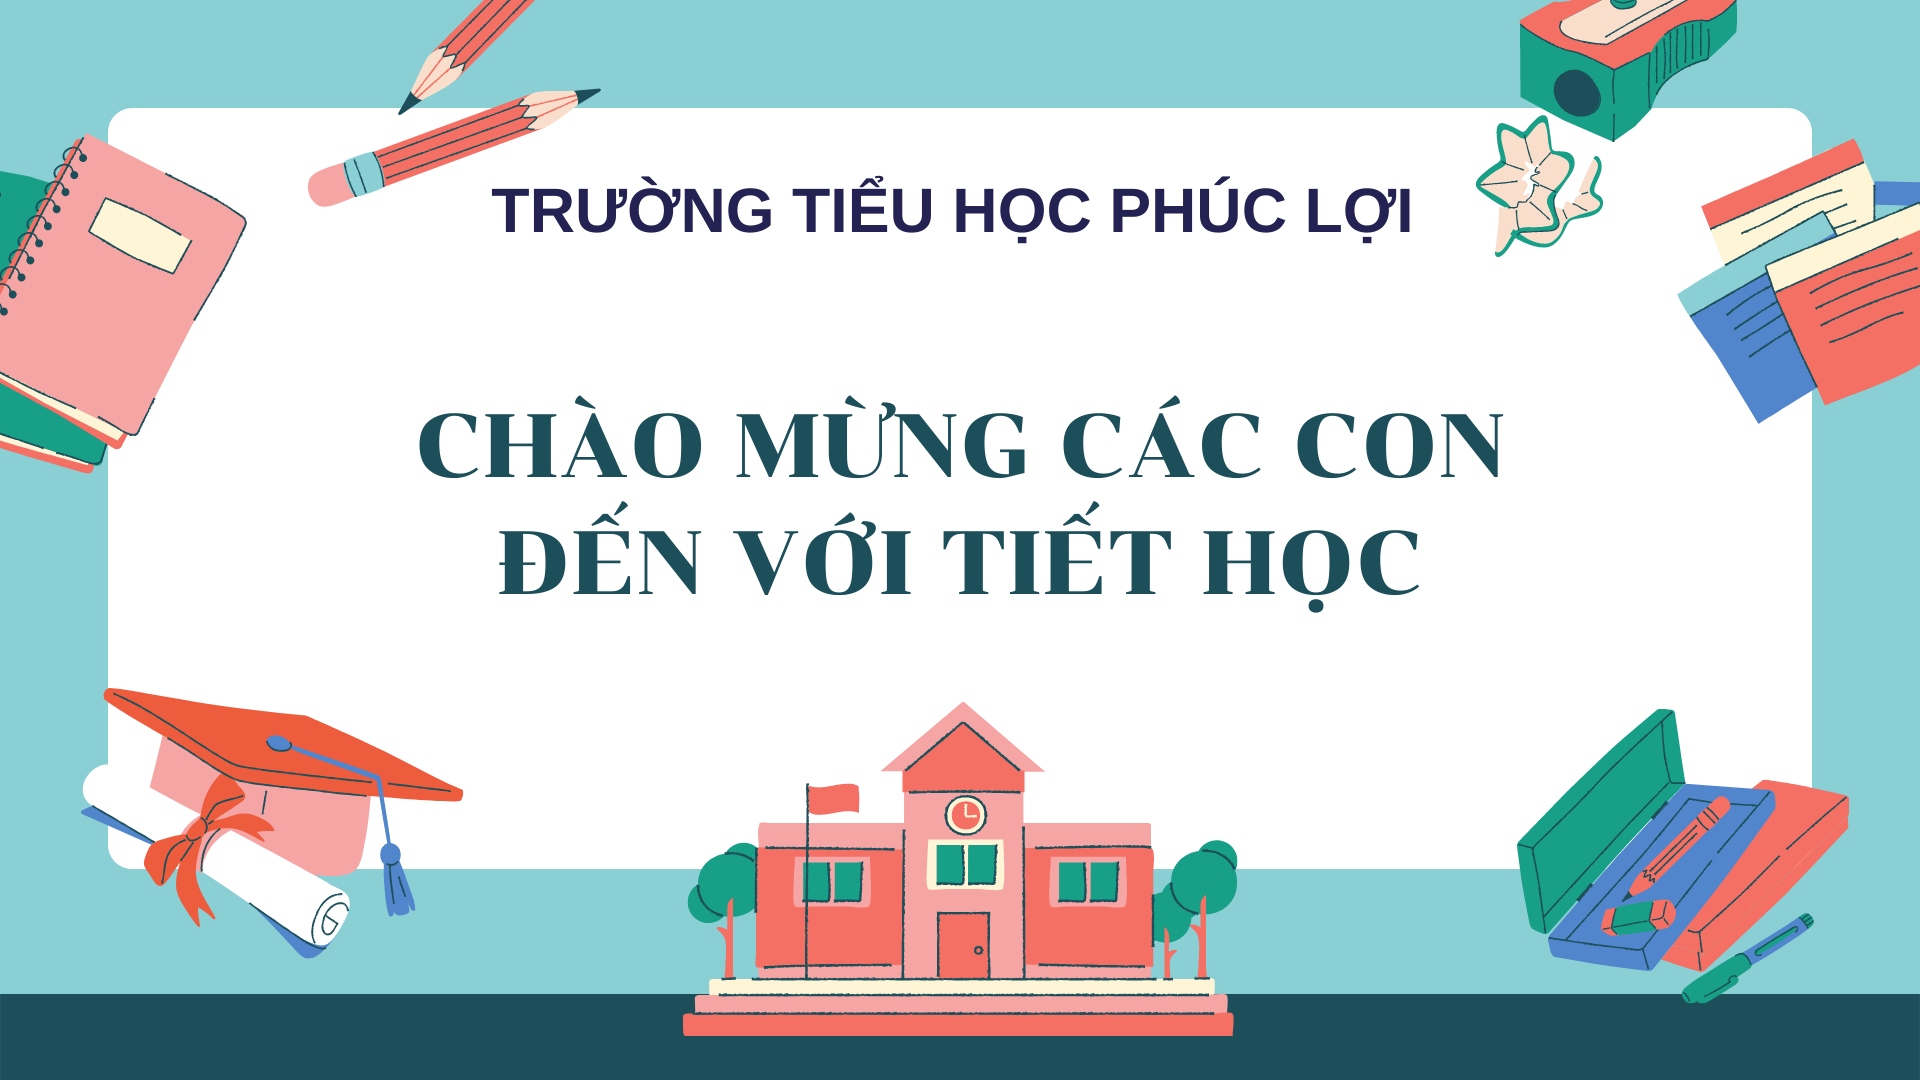 TRƯỜNG TIỂU HỌC PHÚC LỢI
CHÀO MỪNG CÁC CON
ĐẾN VỚI TIẾT HỌC